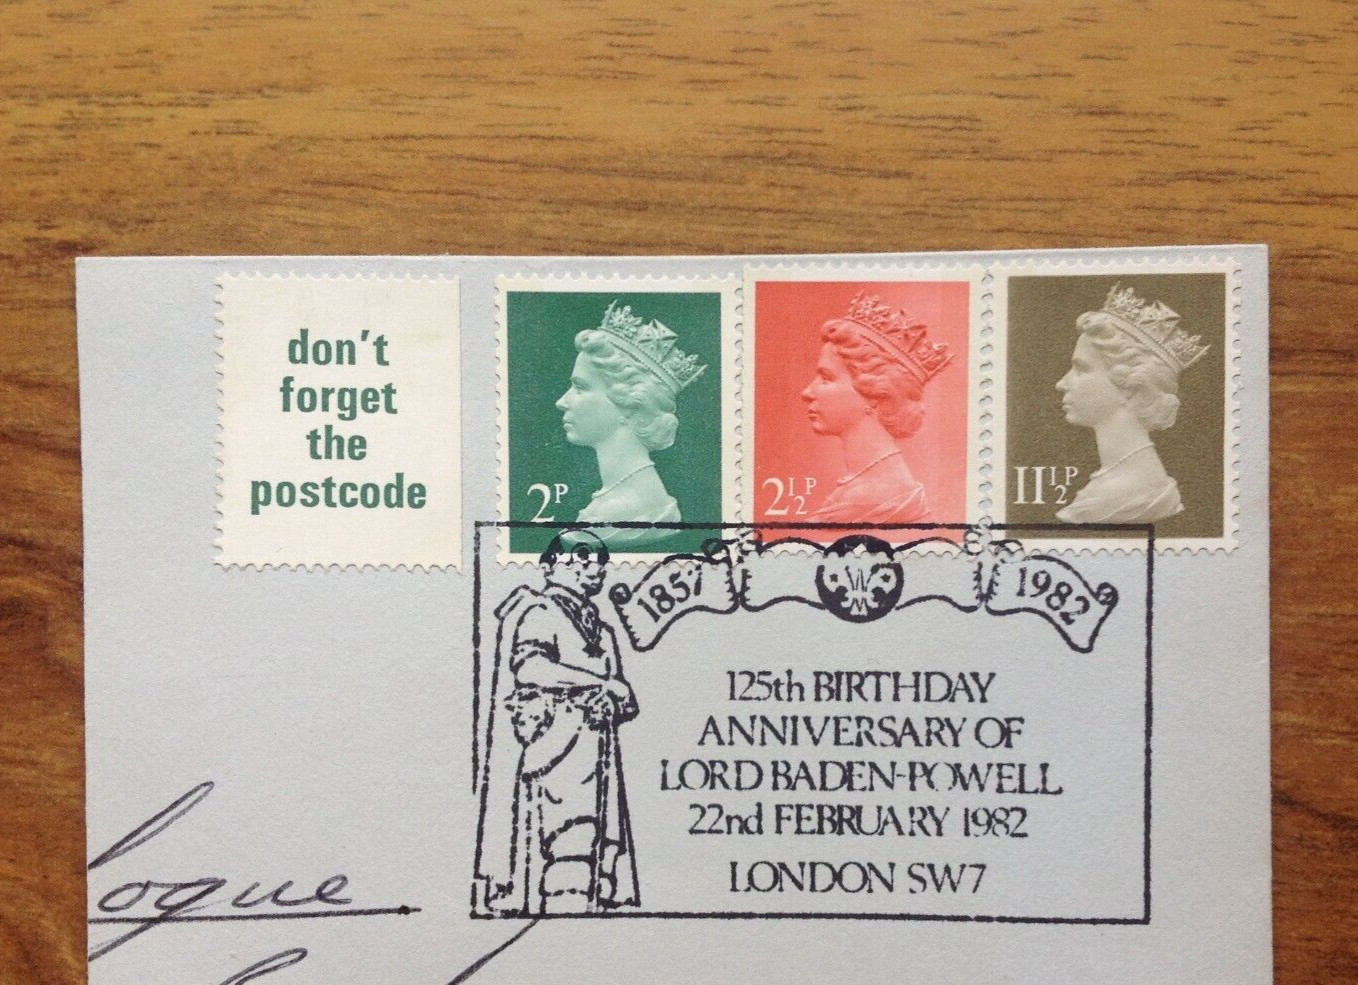 don't
forget
the
postcode
2P
2½P
11½P
1857
1982
125th BIRTHDAY
ANNIVERSARY OF
LORD BADEN-POWELL
22nd FEBRUARY 1982
LONDON SW7
logue